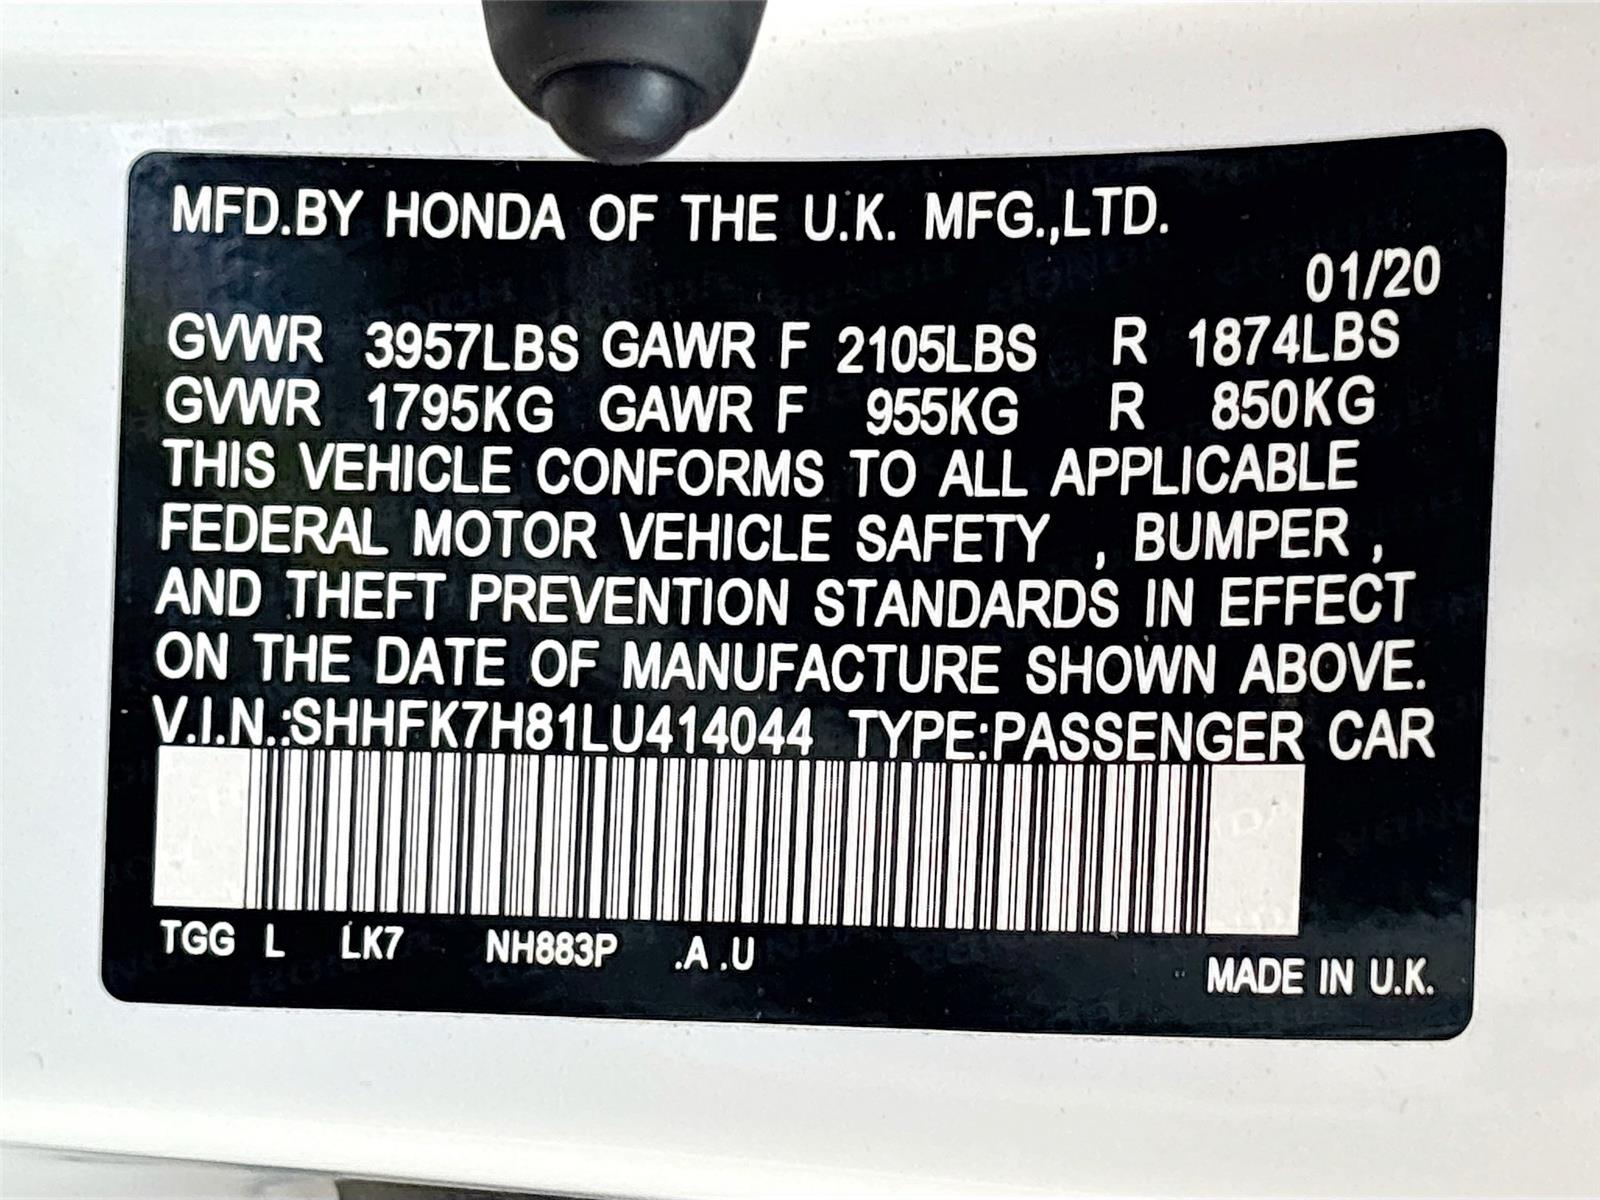 MFD.BY HONDA OF THE U.K. MFG.,LTD.
01/20
GVWR 3957LBS GAWR F 2105LBS R 1874LBS
GVWR 1795KG GAWR F 955KG R 850KG
THIS VEHICLE CONFORMS TO ALL APPLICABLE
FEDERAL MOTOR VEHICLE SAFETY , BUMPER ,
AND THEFT PREVENTION STANDARDS IN EFFECT
ON THE DATE OF MANUFACTURE SHOWN ABOVE.
V.I.N.:SHHFK7H81LU414044 TYPE:PASSENGER CAR
TGG L LK7 NH883P .A .U
MADE IN U.K.